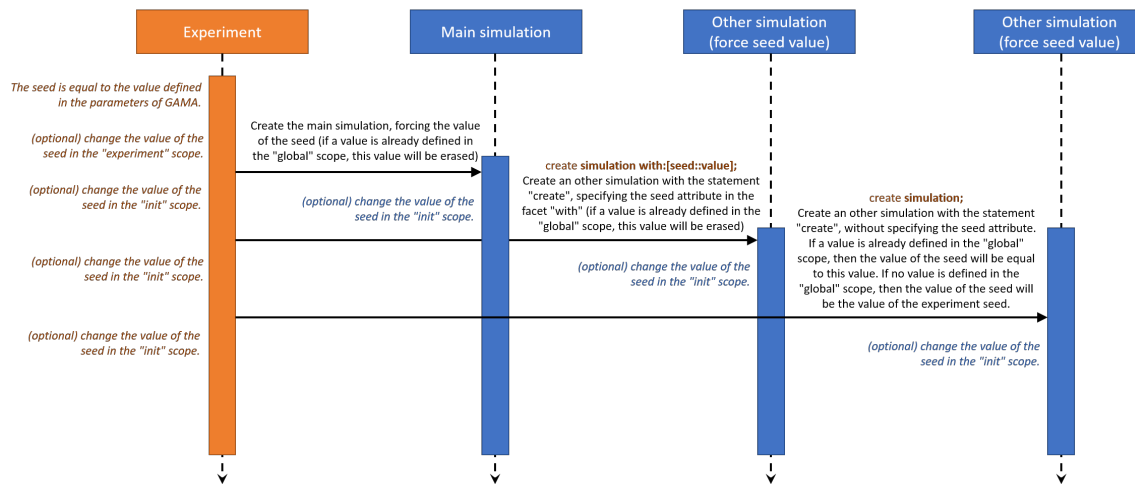 Experiment
Main simulation
Other simulation
(force seed value)
Other simulation
(force seed value)
The seed is equal to the value defined
in the parameters of GAMA.
(optional) change the value of the
seed in the "experiment" scope.
Create the main simulation, forcing the value
of the seed (if a value is already defined in
the "global" scope, this value will be erased)
(optional) change the value of the
seed in the "init" scope.
(optional) change the value of the
seed in the "init" scope.
create simulation with:[seed::value];
Create an other simulation with the statement
"create", specifying the seed attribute in the
facet "with" (if a value is already defined in the
"global" scope, this value will be erased)
create simulation;
Create an other simulation with the statement
"create", without specifying the seed attribute.
If a value is already defined in the "global"
scope, then the value of the seed will be equal
to this value. If no value is defined in the
"global" scope, then the value of the seed will
be the value of the experiment seed.
(optional) change the value of the
seed in the "init" scope.
(optional) change the value of the
seed in the "init" scope.
(optional) change the value of the
seed in the "init" scope.
(optional) change the value of the
seed in the "init" scope.